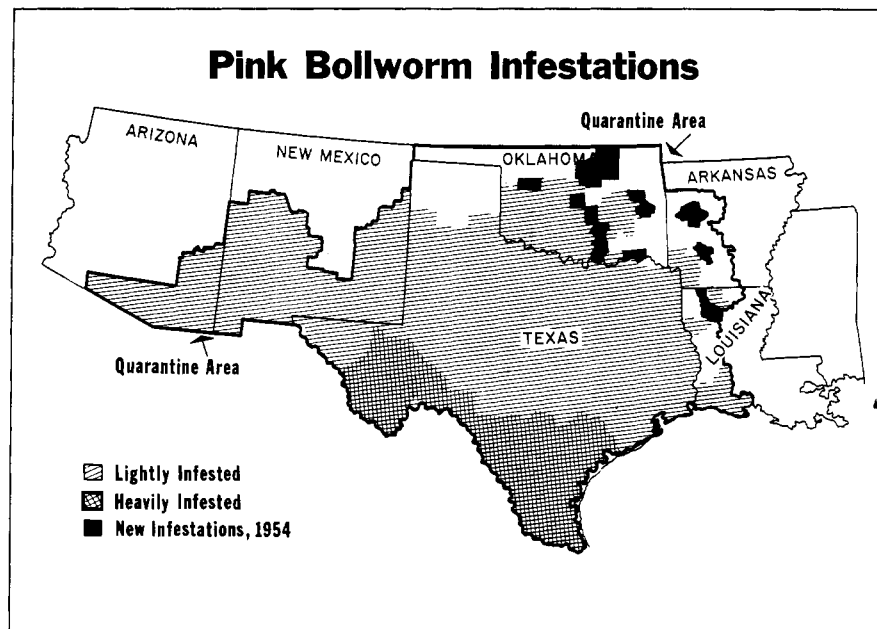 Pink Bollworm Infestations
Quarantine Area
ARIZONA
NEW MEXICO
OKLAHOMA
ARKANSAS
TEXAS
LOUISIANA
Quarantine Area
Lightly Infested
Heavily Infested
New Infestations, 1954